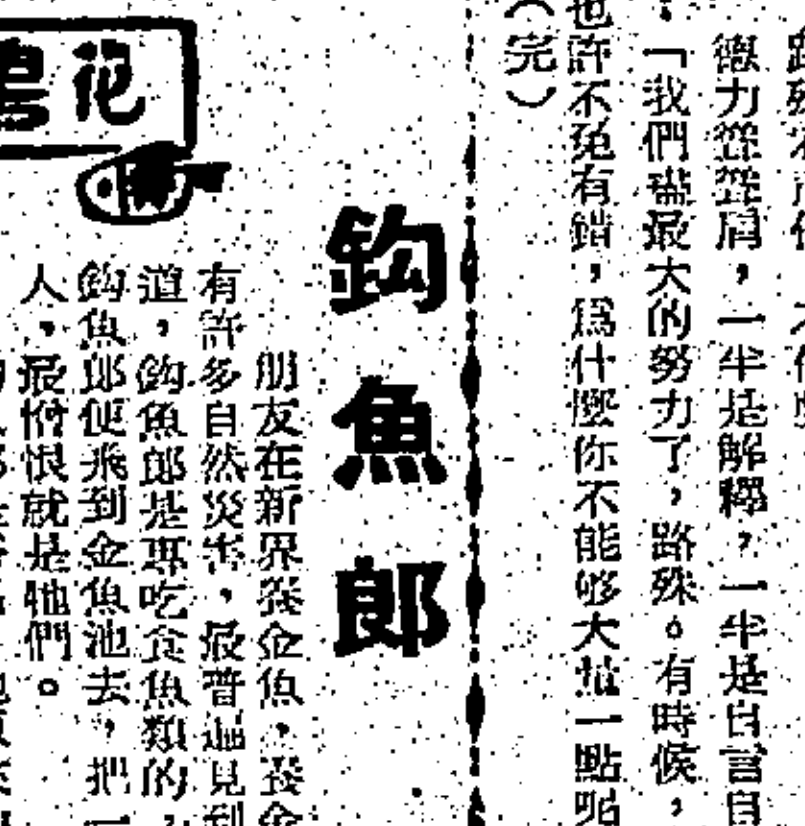 德力聳聳肩，一半是解釋，一半是自言自
。「我們盡最大的努力了，路殊。有時候，
也許不免有錯，爲什麼你不能够大量一點呢
（完）
鈎魚郎
朋友在新界養金魚，養金
有許多自然災害，最普遍見到
道，鈎魚郎是專吃食魚類的，
鈎魚郎便飛到金魚池去，把一
人，最憎恨就是牠們。
記